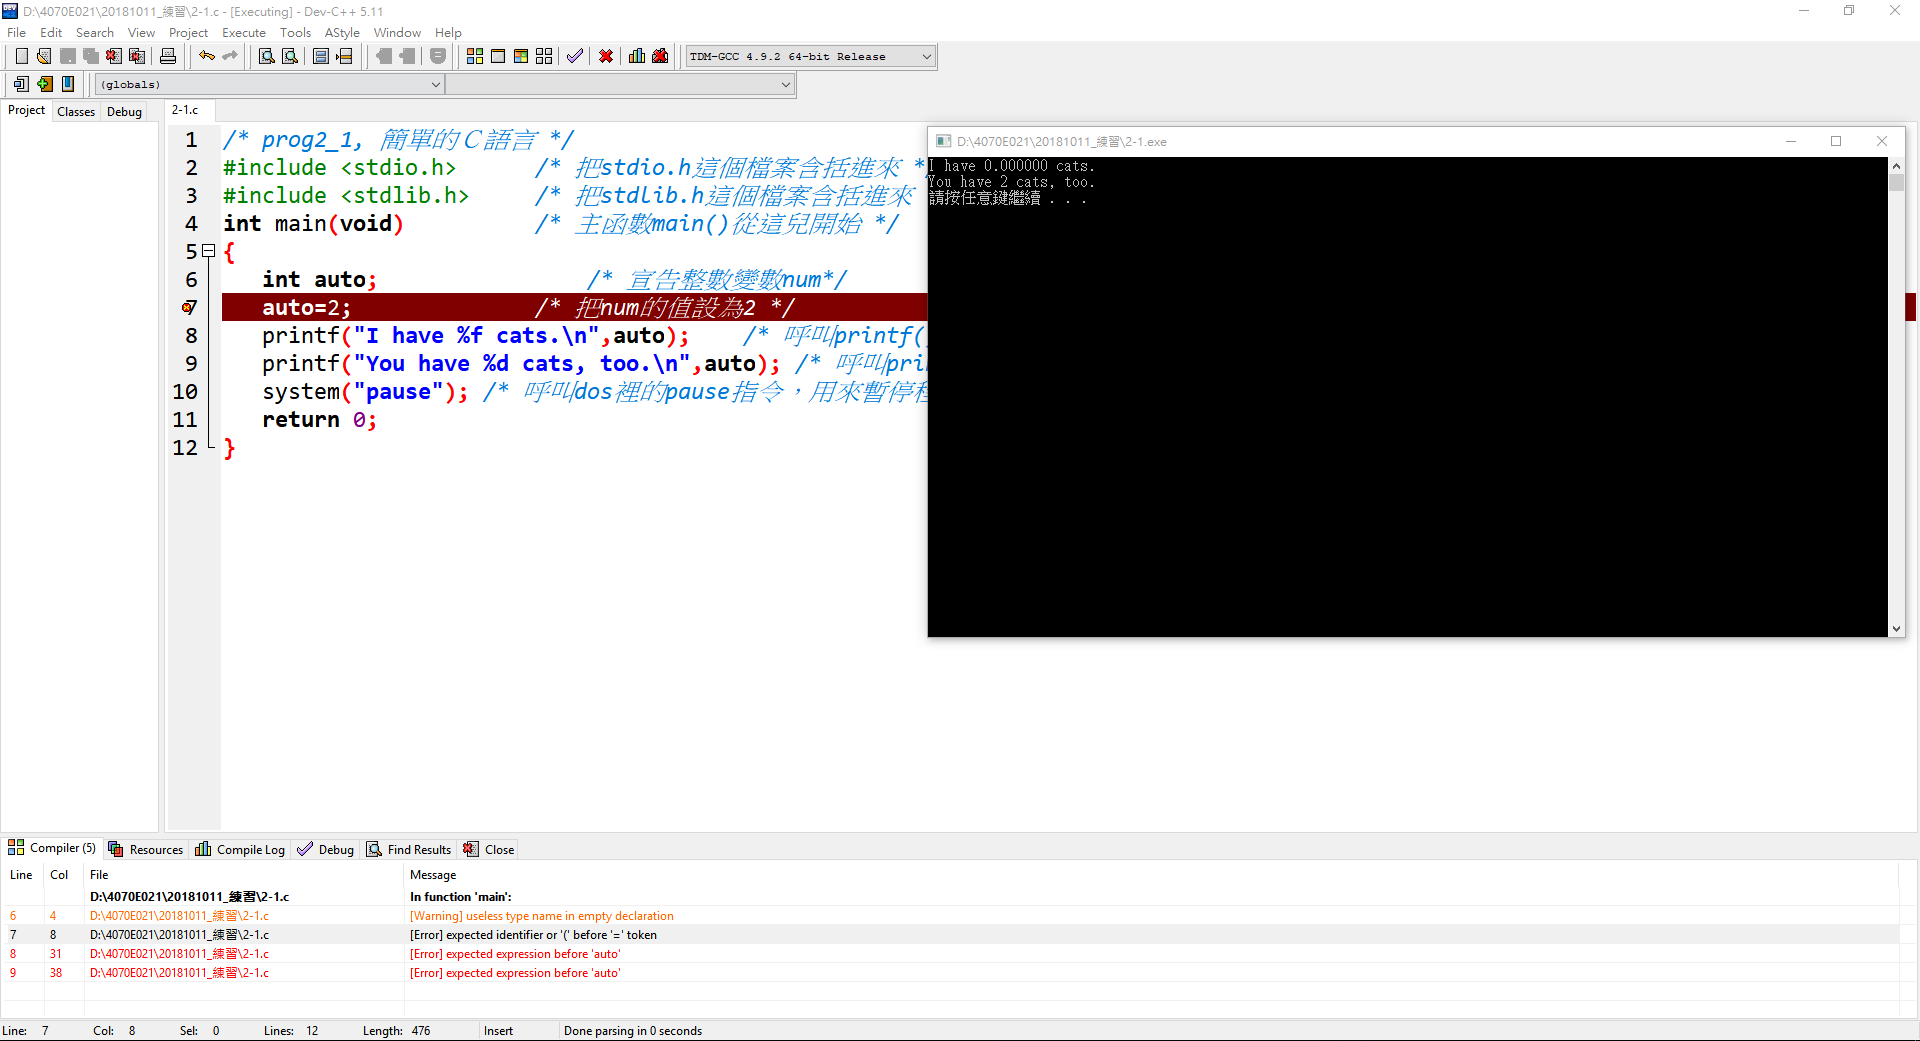 D:\4070E021\20181011_練習\2-1.c - [Executing] - Dev-C++ 5.11
File Edit Search View Project Execute Tools AStyle Window Help
TDM-GCC 4.9.2 64-bit Release
(globals)
Project Classes Debug
2-1.c
1 /* prog2_1, 簡單的Ｃ語言 */
2 #include <stdio.h> /* 把stdio.h這個檔案含括進來 *
3 #include <stdlib.h> /* 把stdlib.h這個檔案含括進來
4 int main(void) /* 主函數main()從這兒開始 */
5 {
6 int auto; /* 宣告整數變數num*/
7 auto=2; /* 把num的值設為2 */
8 printf("I have %f cats.\n",auto); /* 呼叫printf(
9 printf("You have %d cats, too.\n",auto); /* 呼叫pri
10 system("pause"); /* 呼叫dos裡的pause指令，用來暫停程
11 return 0;
12 }
D:\4070E021\20181011_練習\2-1.exe
I have 0.000000 cats.
You have 2 cats, too.
請按任意鍵繼續 . . .
Compiler (5) Resources Compile Log Debug Find Results Close
Line Col File Message
D:\4070E021\20181011_練習\2-1.c In function 'main':
6 4 D:\4070E021\20181011_練習\2-1.c [Warning] useless type name in empty declaration
7 8 D:\4070E021\20181011_練習\2-1.c [Error] expected identifier or '(' before '=' token
8 31 D:\4070E021\20181011_練習\2-1.c [Error] expected expression before 'auto'
9 38 D:\4070E021\20181011_練習\2-1.c [Error] expected expression before 'auto'
Line: 7 Col: 8 Sel: 0 Lines: 12 Length: 476 Insert Done parsing in 0 seconds